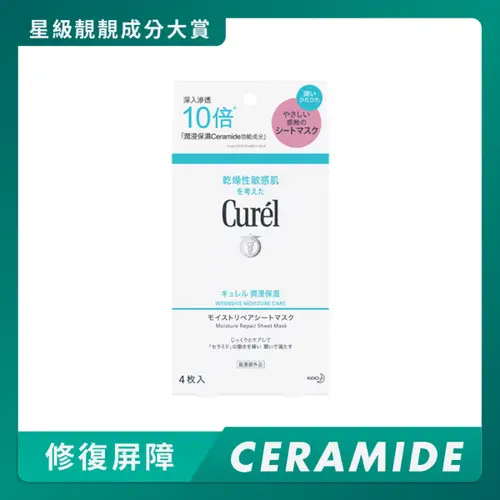 星級靚靚成分大賞
深入滲透
10倍*
「潤浸保濕Ceramide功能成分」
潤い
ひたひた
やさしい
感触の
シートマスク
乾燥性敏感肌
を考えた
Curél
キュレル 潤浸保湿
INTENSIVE MOISTURE CARE
モイストリペアシートマスク
Moisture Repair Sheet Mask
じっくりとケアして
「セラミド」の働きを補い 潤いで満たす
医薬部外品
4枚入
Kao
修復屏障
CERAMIDE